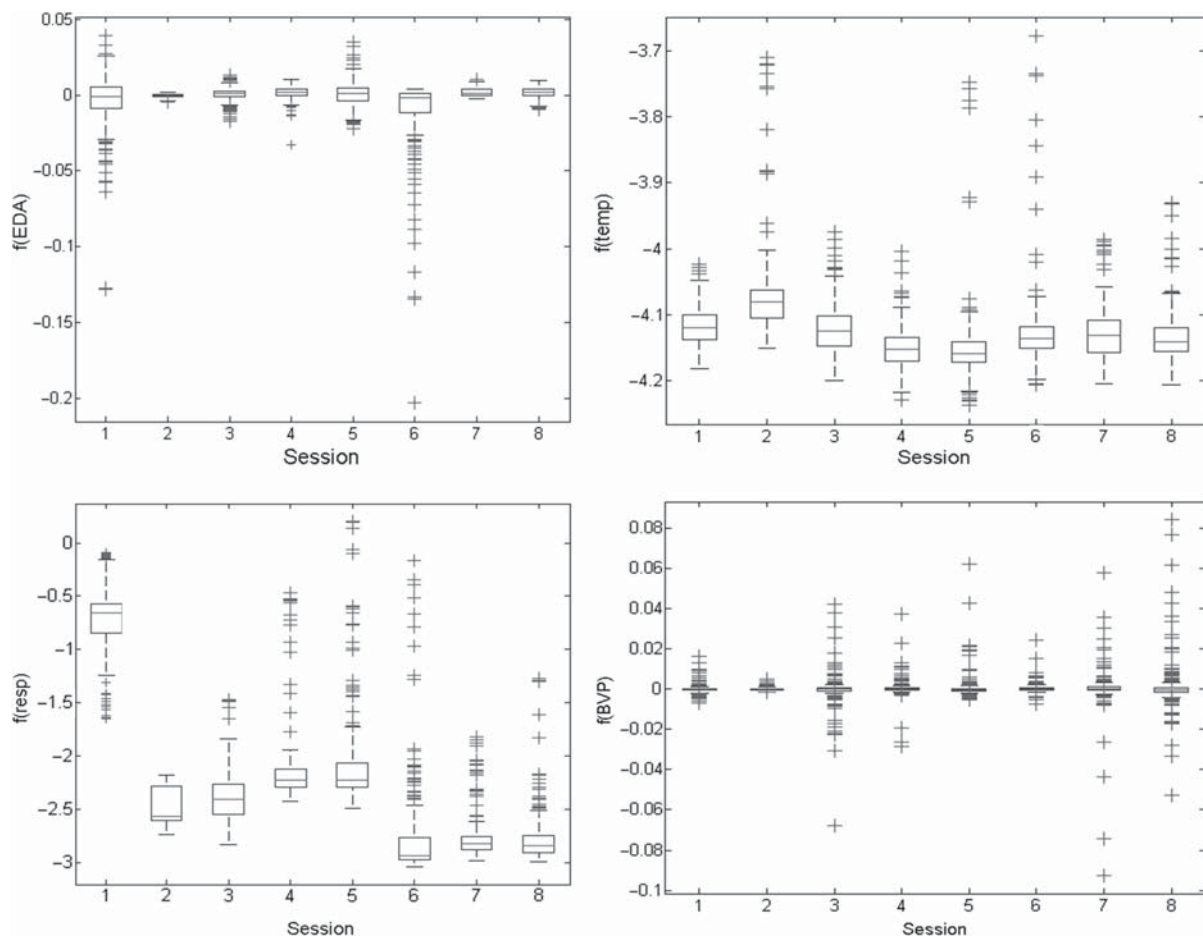 0.05
0
−0.05
−0.1
−0.15
−0.2
f(EDA)
1 2 3 4 5 6 7 8
Session
−3.7
−3.8
−3.9
−4
−4.1
−4.2
f(temp)
1 2 3 4 5 6 7 8
Session
0
−0.5
−1
−1.5
−2
−2.5
−3
f(resp)
1 2 3 4 5 6 7 8
Session
0.08
0.06
0.04
0.02
0
−0.02
−0.04
−0.06
−0.08
−0.1
f(BVP)
1 2 3 4 5 6 7 8
Session